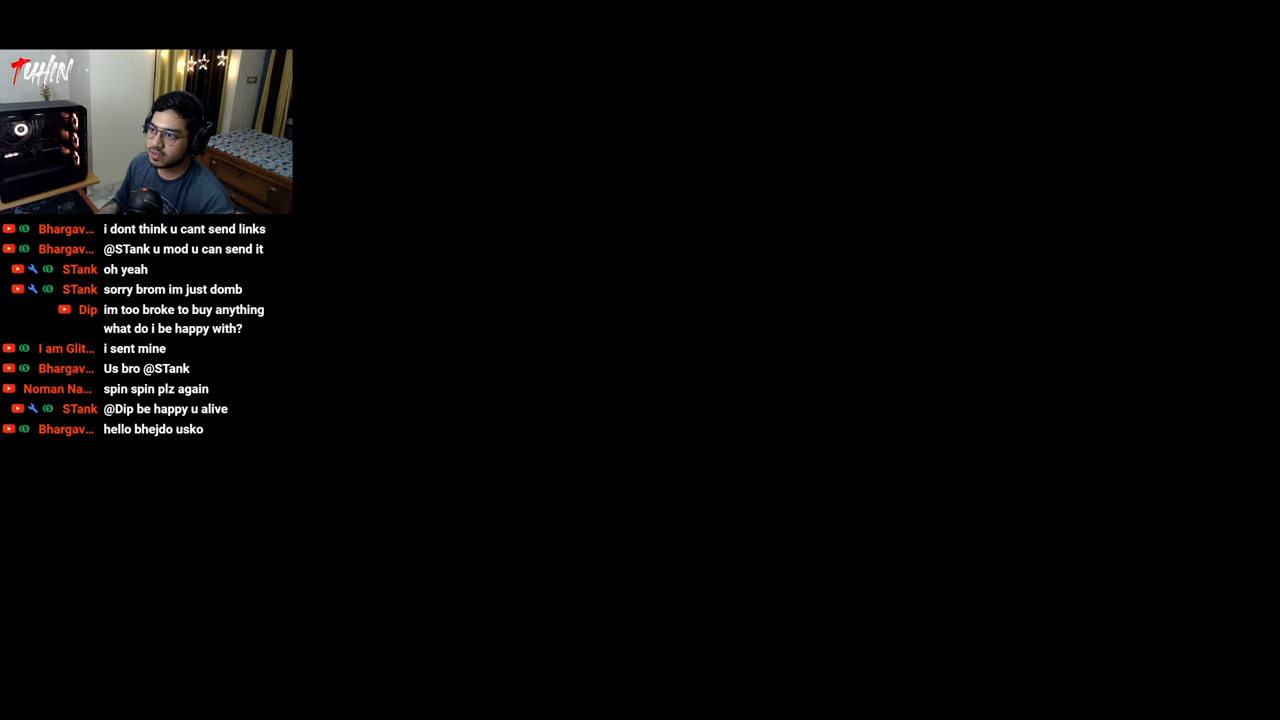 TUHIN
Bhargav... i dont think u cant send links
Bhargav... @STank u mod u can send it
STank oh yeah
STank sorry brom im just domb
Dip im too broke to buy anything
what do i be happy with?
I am Glit... i sent mine
Bhargav... Us bro @STank
Noman Na... spin spin plz again
STank @Dip be happy u alive
Bhargav... hello bhejdo usko